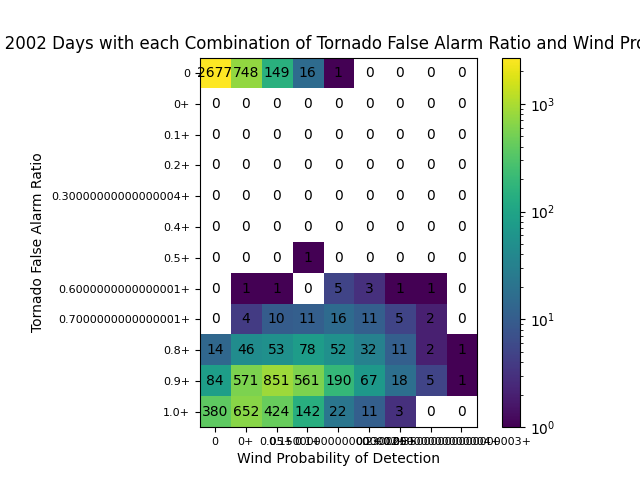 2002 Days with each Combination of Tornado False Alarm Ratio and Wind Pro
0 2677 748 149 16 1 0 0 0 0
0+ 0 0 0 0 0 0 0 0 0
0.1+ 0 0 0 0 0 0 0 0 0
0.2+ 0 0 0 0 0 0 0 0 0
0.30000000000000004+ 0 0 0 0 0 0 0 0 0
0.4+ 0 0 0 0 0 0 0 0 0
0.5+ 0 0 0 1 0 0 0 0 0
0.6000000000000001+ 0 1 1 0 5 3 1 1 0
0.7000000000000001+ 0 4 10 11 16 11 5 2 0
0.8+ 14 46 53 78 52 32 11 2 1
0.9+ 84 571 851 561 190 67 18 5 1
1.0+ 380 652 424 142 22 11 3 0 0
0 0+
Wind Probability of Detection
Tornado False Alarm Ratio
10³
10²
10¹
10⁰